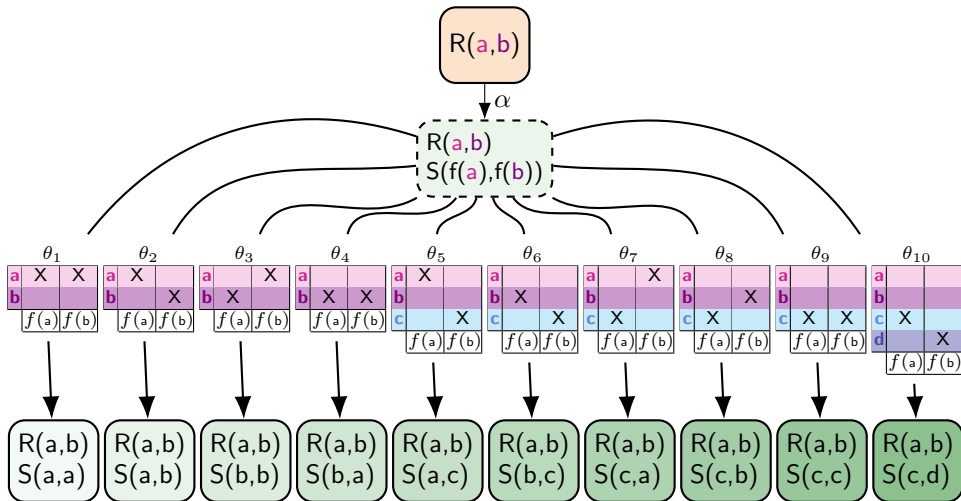 R(a,b)
α
R(a,b)
S(f(a),f(b))
θ1 θ2 θ3 θ4 θ5 θ6 θ7 θ8 θ9 θ10
a X X
b
f(a) f(b)
a X
b X
f(a) f(b)
a X
b X
f(a) f(b)
a
b X X
f(a) f(b)
a X
b
c X
f(a) f(b)
a
b X
c X
f(a) f(b)
a X
b
c X
f(a) f(b)
a
b X
c X
f(a) f(b)
a
b
c X X
f(a) f(b)
a
b
c X
d X
f(a) f(b)
R(a,b) R(a,b) R(a,b) R(a,b) R(a,b) R(a,b) R(a,b) R(a,b) R(a,b) R(a,b)
S(a,a) S(a,b) S(b,b) S(b,a) S(a,c) S(b,c) S(c,a) S(c,b) S(c,c) S(c,d)